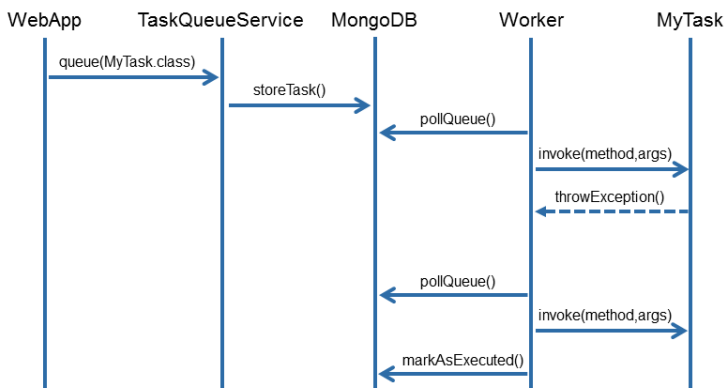 WebApp TaskQueueService MongoDB Worker MyTask
queue(MyTask.class)
storeTask()
pollQueue()
invoke(method,args)
throwException()
pollQueue()
invoke(method,args)
markAsExecuted()